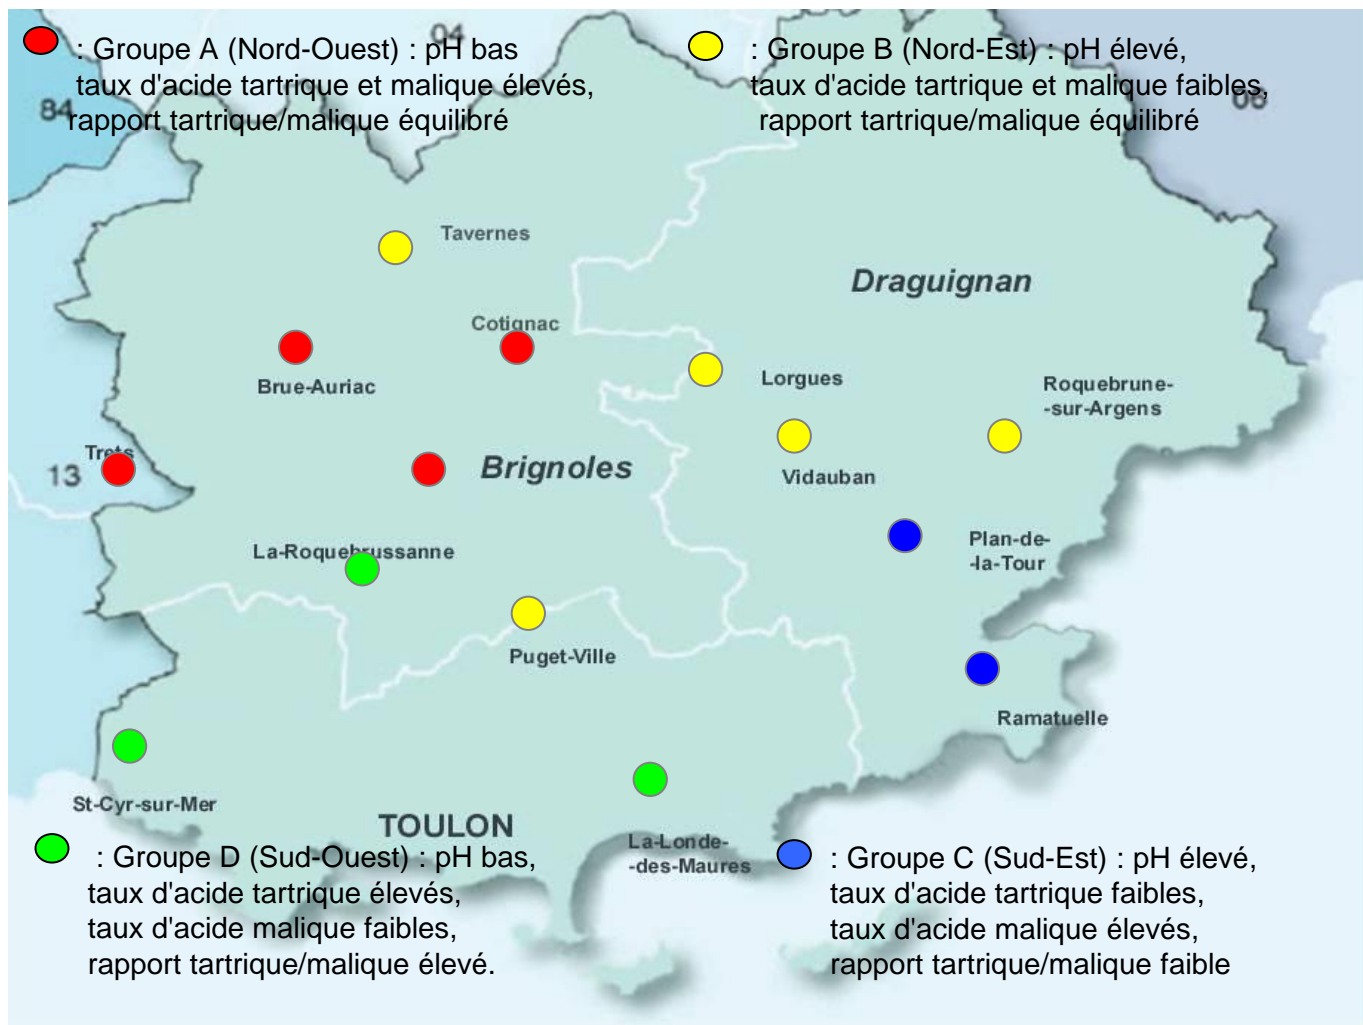 04
: Groupe A (Nord-Ouest) : pH bas
taux d'acide tartrique et malique élevés,
rapport tartrique/malique équilibré
: Groupe B (Nord-Est) : pH élevé,
taux d'acide tartrique et malique faibles,
rapport tartrique/malique équilibré
84
06
Tavernes
Draguignan
Cotignac
Brue-Auriac
Lorgues
Roquebrune-
-sur-Argens
Trets
13
Brignoles
Vidauban
La-Roquebrussanne
Plan-de-
-la-Tour
Puget-Ville
Ramatuelle
St-Cyr-sur-Mer
TOULON
La-Londe-
-des-Maures
: Groupe D (Sud-Ouest) : pH bas,
taux d'acide tartrique élevés,
taux d'acide malique faibles,
rapport tartrique/malique élevé.
: Groupe C (Sud-Est) : pH élevé,
taux d'acide tartrique faibles,
taux d'acide malique élevés,
rapport tartrique/malique faible